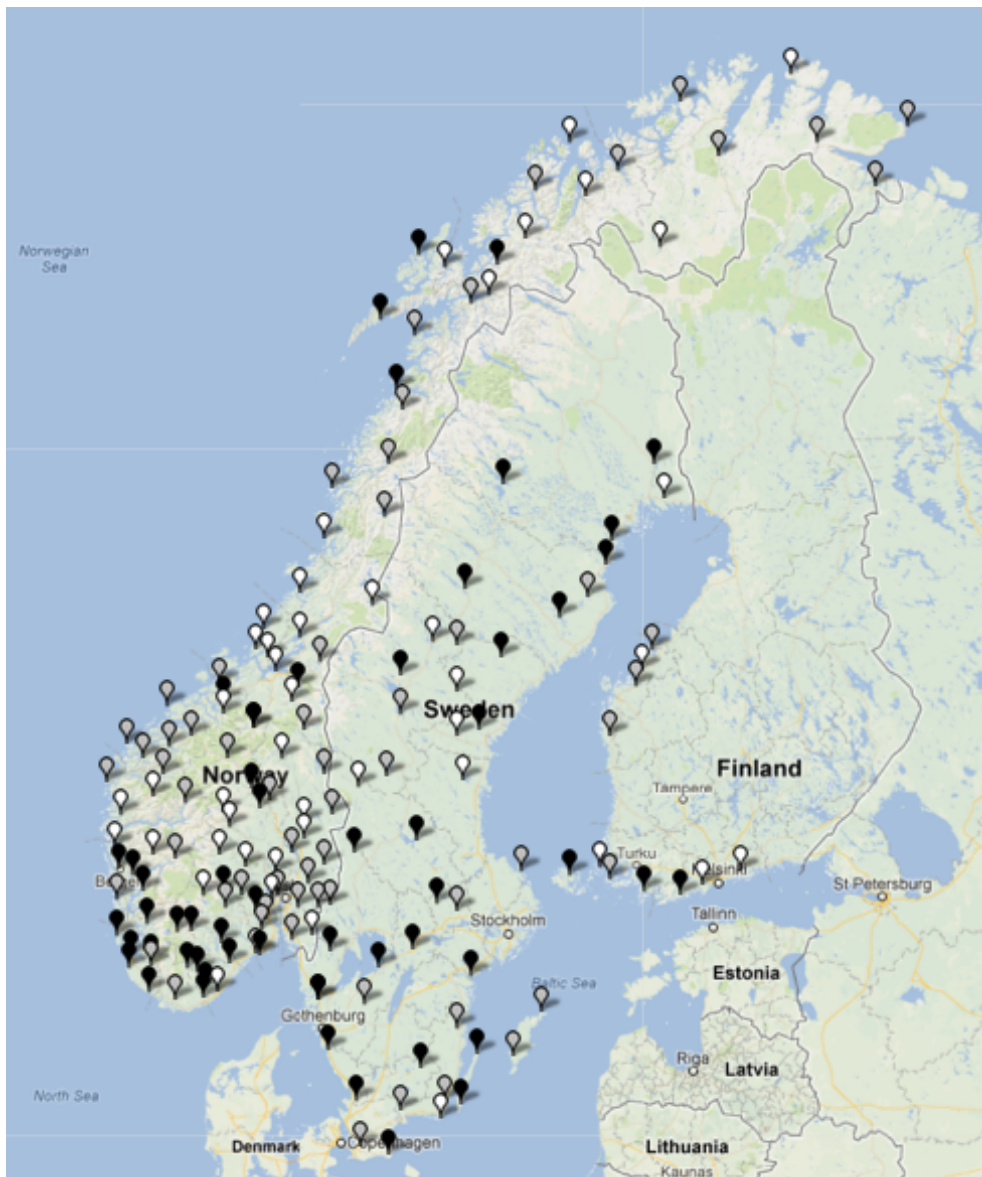 Norwegian
Sea
Sweden
Norway
Finland
Tampere
Turku
Helsinki
St Petersburg
Stockholm
Tallinn
Estonia
Baltic Sea
Gothenburg
Riga
Latvia
North Sea
Denmark
Copenhagen
Lithuania
Kaunas